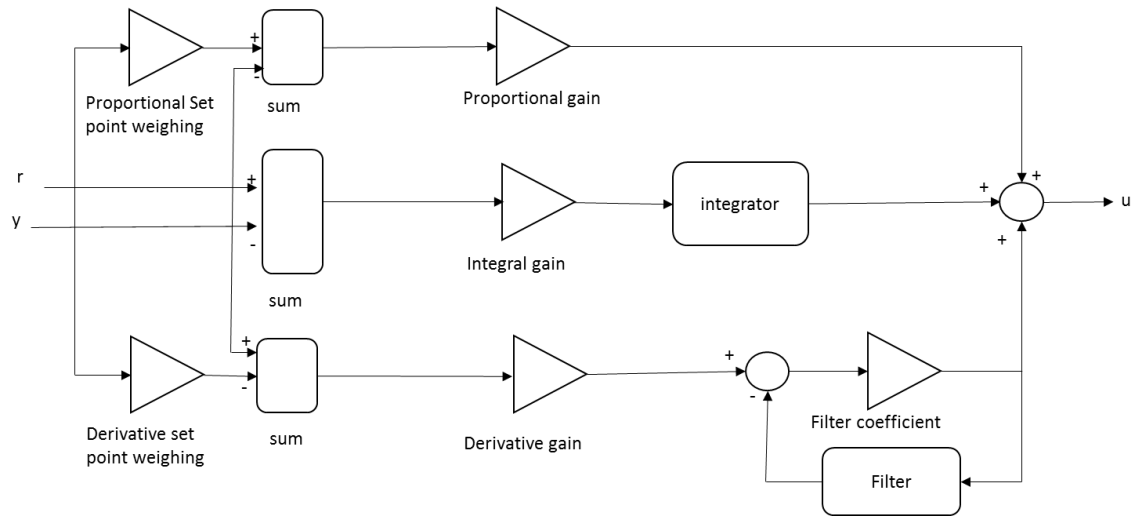 +
-
sum
Proportional Set
point weighing
Proportional gain
r
+
y
-
sum
Integral gain
integrator
+
+
+
u
+
-
sum
Derivative set
point weighing
Derivative gain
+
-
Filter coefficient
Filter